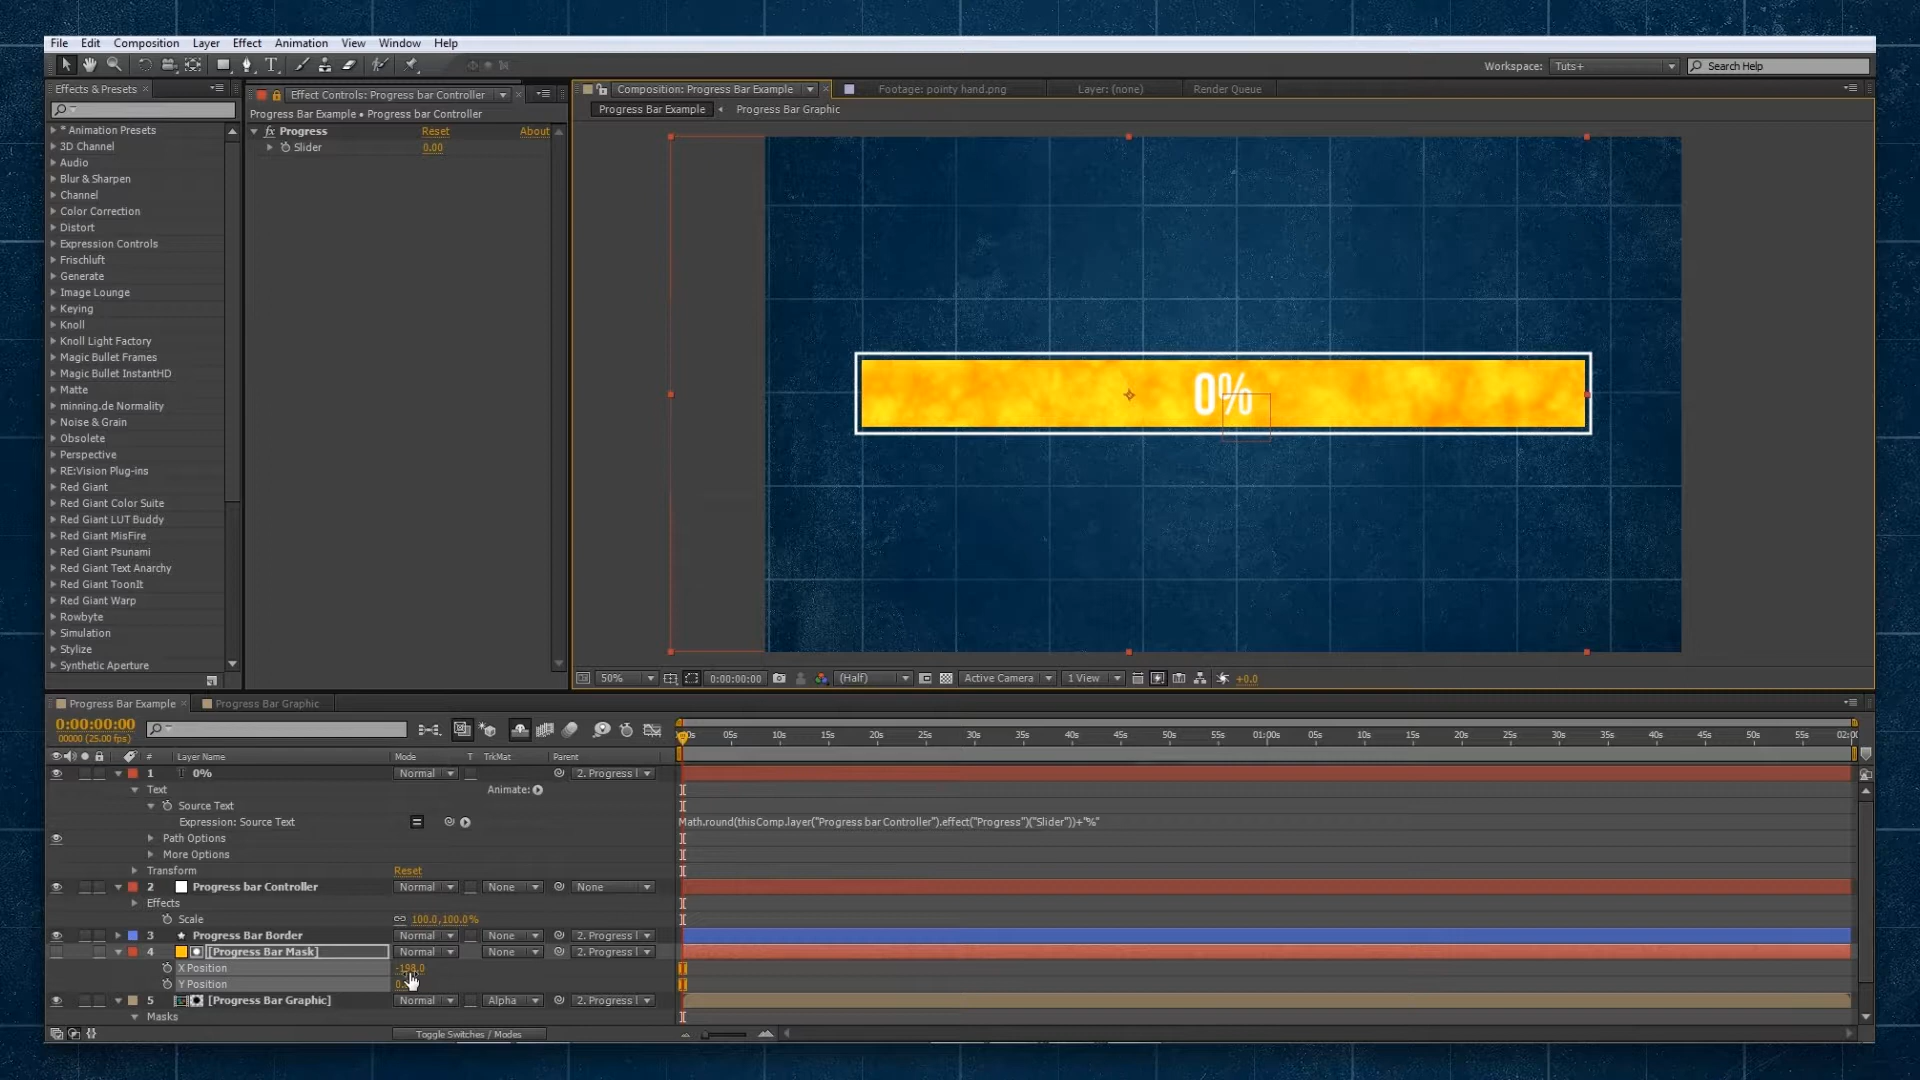 File Edit Composition Layer Effect Animation View Window Help
Workspace: Tuts+ Search Help
Effects & Presets
* Animation Presets
3D Channel
Audio
Blur & Sharpen
Channel
Color Correction
Distort
Expression Controls
Frischluft
Generate
Image Lounge
Keying
Knoll
Knoll Light Factory
Magic Bullet Frames
Magic Bullet InstantHD
Matte
minning.de Normality
Noise & Grain
Obsolete
Perspective
RE:Vision Plug-ins
Red Giant
Red Giant Color Suite
Red Giant LUT Buddy
Red Giant MisFire
Red Giant Psunami
Red Giant Text Anarchy
Red Giant ToonIt
Red Giant Warp
Rowbyte
Simulation
Stylize
Synthetic Aperture
Effect Controls: Progress bar Controller
Progress Bar Example • Progress bar Controller
fx Progress Reset About
Slider 0.00
Composition: Progress Bar Example Footage: pointy hand.png Layer: (none) Render Queue
Progress Bar Example Progress Bar Graphic
0%
50% 0:00:00:00 (Half) Active Camera 1 View +0.0
Progress Bar Example Progress Bar Graphic
0:00:00:00
00000 (25.00 fps)
05s 10s 15s 20s 25s 30s 35s 40s 45s 50s 55s 01:00s 05s 10s 15s 20s 25s 30s 35s 40s 45s 50s 55s 02:0
# Layer Name Mode T TrkMat Parent
1 T 0% Normal 2. Progress
Text Animate:
Source Text
Expression: Source Text Math.round(thisComp.layer("Progress bar Controller").effect("Progress")("Slider"))+"%"
Path Options
More Options
Transform Reset
2 Progress bar Controller Normal None None
Effects
Scale 100.0,100.0%
3 Progress Bar Border Normal None 2. Progress
4 [Progress Bar Mask] Normal None 2. Progress
X Position -198.0
Y Position
5 [Progress Bar Graphic] Normal Alpha 2. Progress
Masks
Toggle Switches / Modes